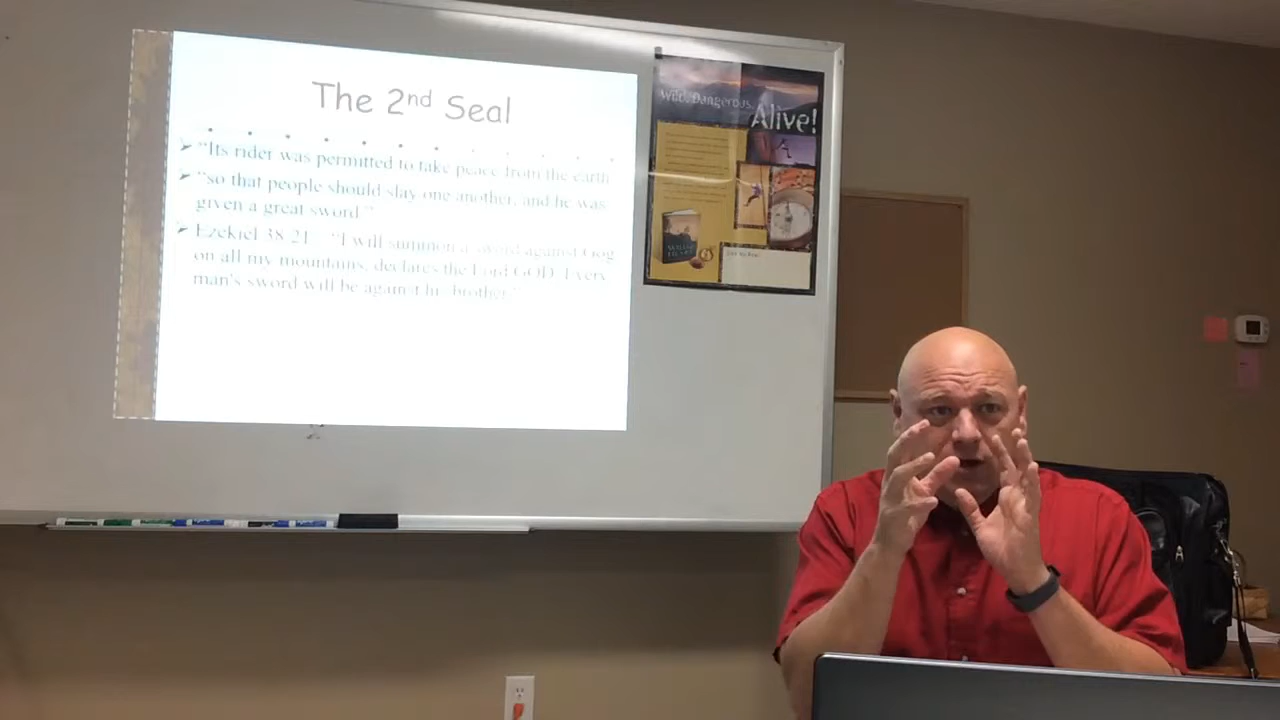 The 2nd Seal
"Its rider was permitted to take peace from the earth
"so that people should slay one another, and he was
given a great sword."
Ezekiel 38:21 "I will summon a sword against Gog
on all my mountains, declares the Lord GOD. Every
man's sword will be against his brother."
Wild. Dangerous.
Alive!